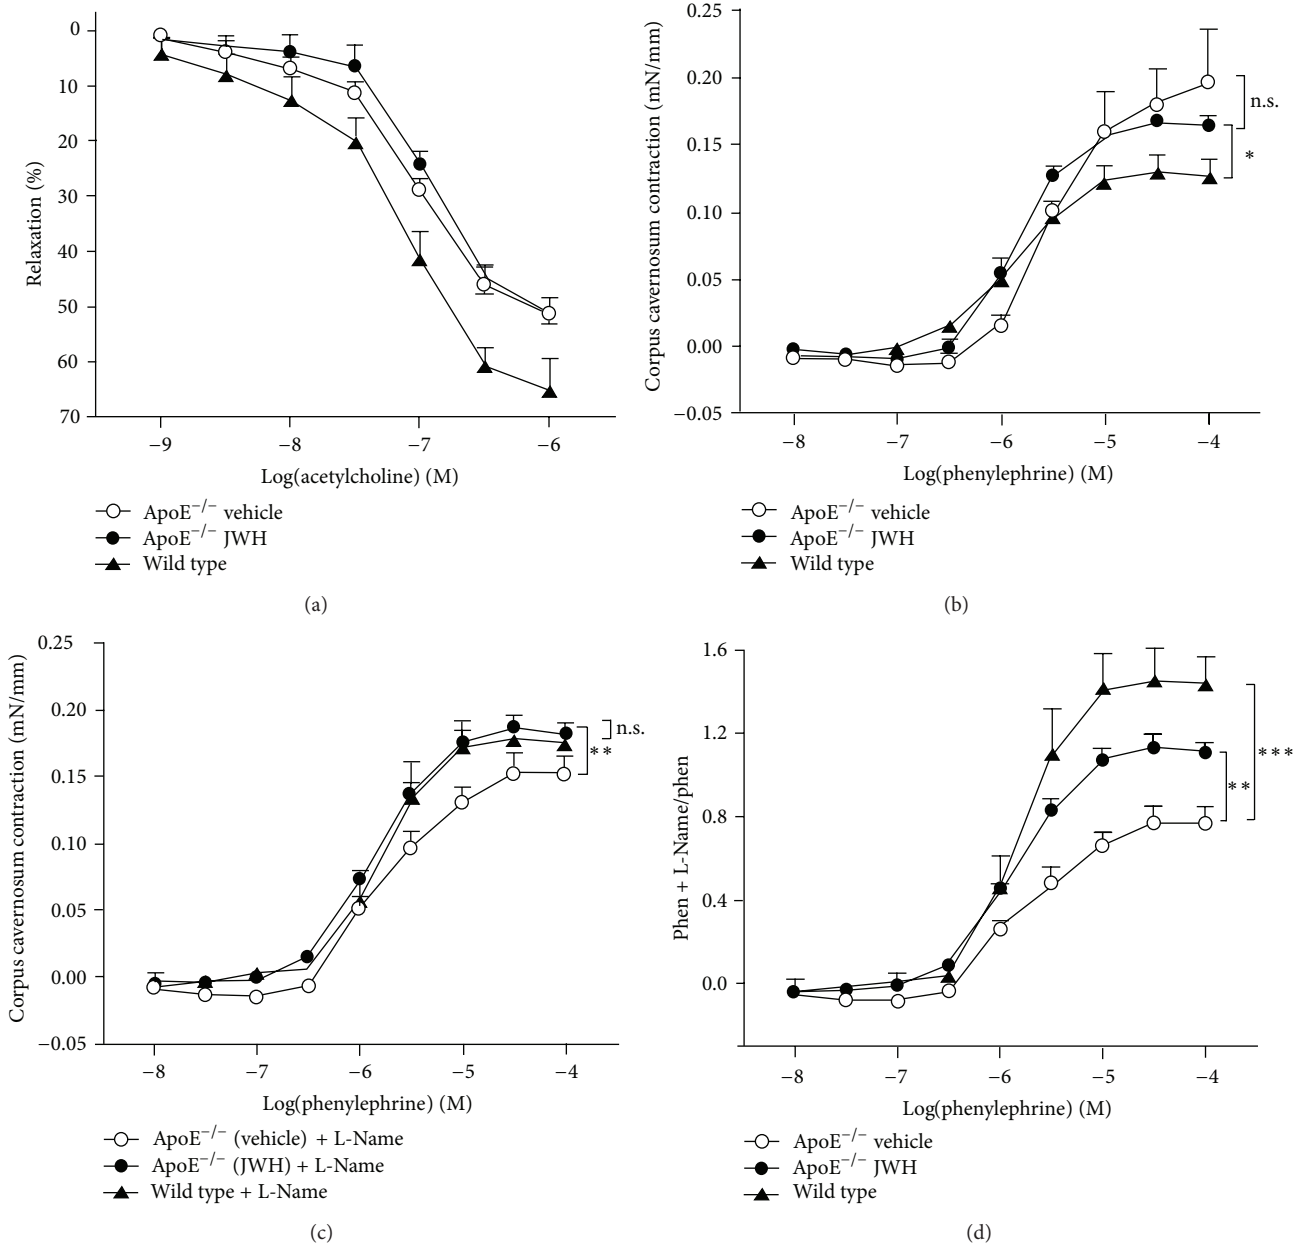 0
10
20
30
40
50
60
70
Relaxation (%)
−9
−8
−7
−6
Log(acetylcholine) (M)
ApoE−/− vehicle
ApoE−/− JWH
Wild type
(a)
0.25
0.20
0.15
0.10
0.05
0.00
−0.05
Corpus cavernosum contraction (mN/mm)
n.s.
*
−8
−7
−6
−5
−4
Log(phenylephrine) (M)
ApoE−/− vehicle
ApoE−/− JWH
Wild type
(b)
0.25
0.20
0.15
0.10
0.05
0.00
−0.05
Corpus cavernosum contraction (mN/mm)
n.s.
**
−8
−7
−6
−5
−4
Log(phenylephrine) (M)
ApoE−/− (vehicle) + L-Name
ApoE−/− (JWH) + L-Name
Wild type + L-Name
(c)
1.6
1.2
0.8
0.4
0.0
Phen + L-Name/phen
***
**
−8
−7
−6
−5
−4
Log(phenylephrine) (M)
ApoE−/− vehicle
ApoE−/− JWH
Wild type
(d)